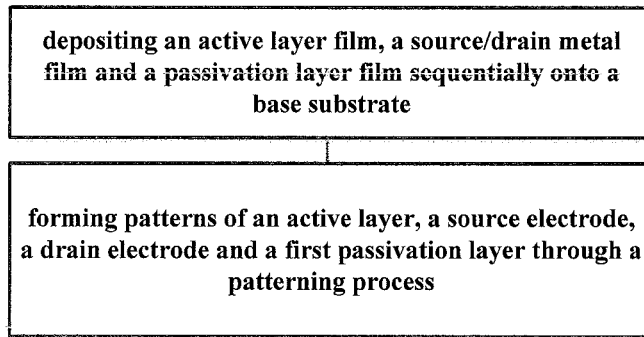 depositing an active layer film, a source/drain metal
film and a passivation layer film sequentially onto a
base substrate
forming patterns of an active layer, a source electrode,
a drain electrode and a first passivation layer through a
patterning process